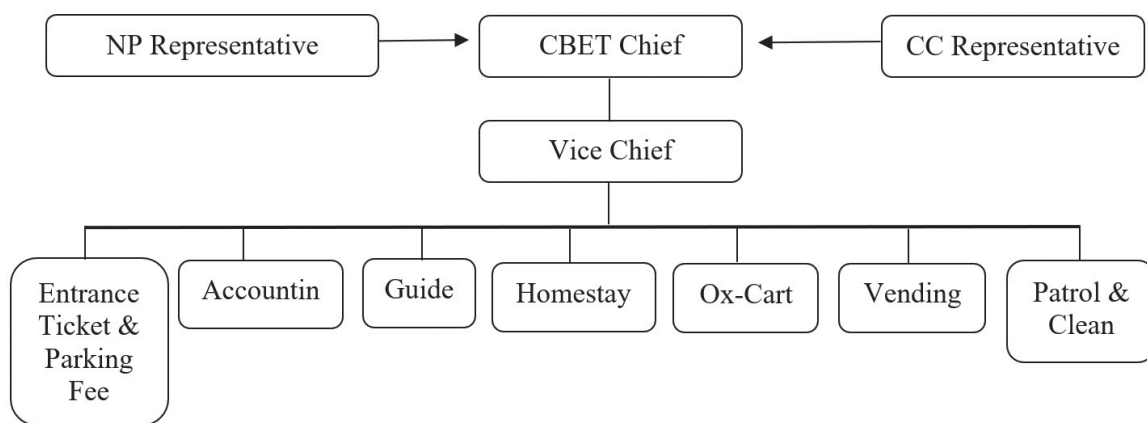 NP Representative
CBET Chief
CC Representative
Vice Chief
Entrance
Ticket &
Parking
Fee
Accountin
Guide
Homestay
Ox-Cart
Vending
Patrol &
Clean